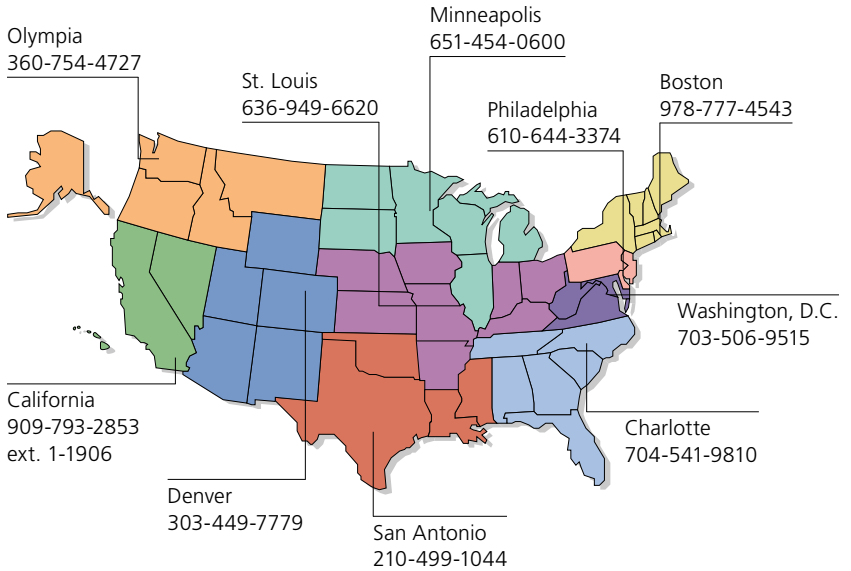 Minneapolis
651-454-0600
Olympia
360-754-4727
St. Louis
636-949-6620
Boston
978-777-4543
Philadelphia
610-644-3374
Washington, D.C.
703-506-9515
California
909-793-2853
ext. 1-1906
Charlotte
704-541-9810
Denver
303-449-7779
San Antonio
210-499-1044